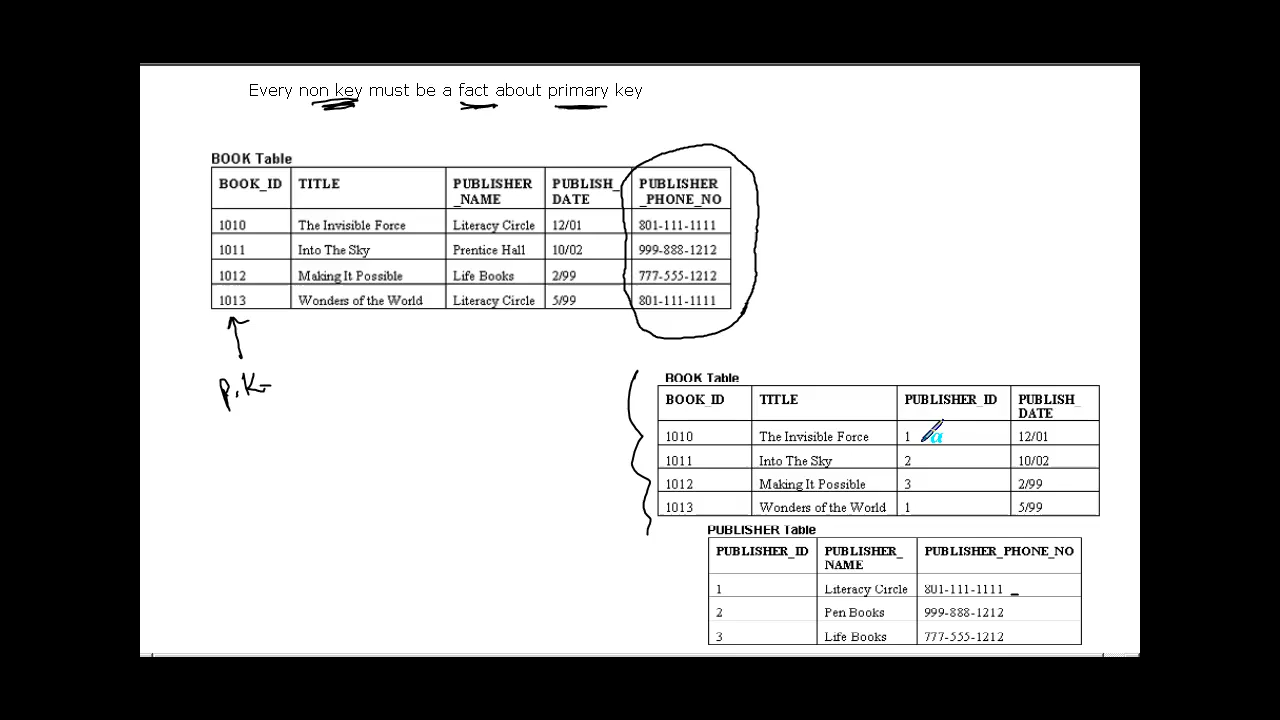 Every non key must be a fact about primary key
BOOK Table
BOOK_ID TITLE PUBLISHER_NAME PUBLISH_DATE PUBLISHER_PHONE_NO
1010 The Invisible Force Literacy Circle 12/01 801-111-1111
1011 Into The Sky Prentice Hall 10/02 999-888-1212
1012 Making It Possible Life Books 2/99 777-555-1212
1013 Wonders of the World Literacy Circle 5/99 801-111-1111
P.K
BOOK Table
BOOK_ID TITLE PUBLISHER_ID PUBLISH_DATE
1010 The Invisible Force 1 a 12/01
1011 Into The Sky 2 10/02
1012 Making It Possible 3 2/99
1013 Wonders of the World 1 5/99
PUBLISHER Table
PUBLISHER_ID PUBLISHER_NAME PUBLISHER_PHONE_NO
1 Literacy Circle 801-111-1111
2 Pen Books 999-888-1212
3 Life Books 777-555-1212